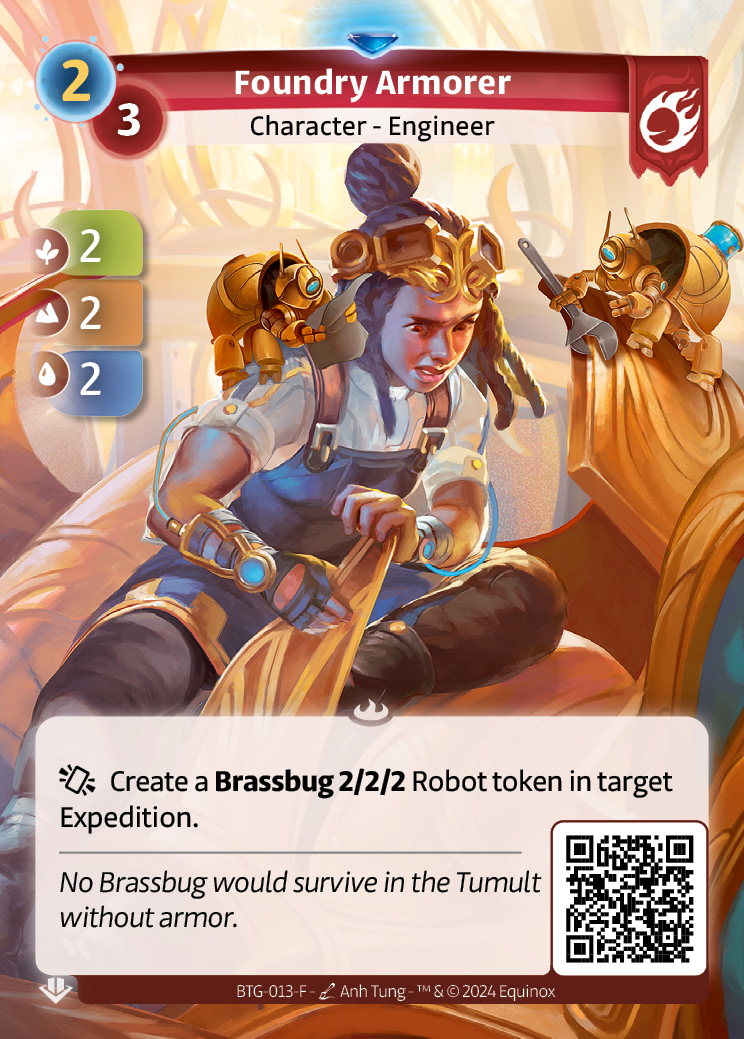 2
Foundry Armorer
3
Character - Engineer
2
2
2
Create a Brassbug 2/2/2 Robot token in target
Expedition.
No Brassbug would survive in the Tumult
without armor.
BTG-013-F - Anh Tung - ™ & © 2024 Equinox